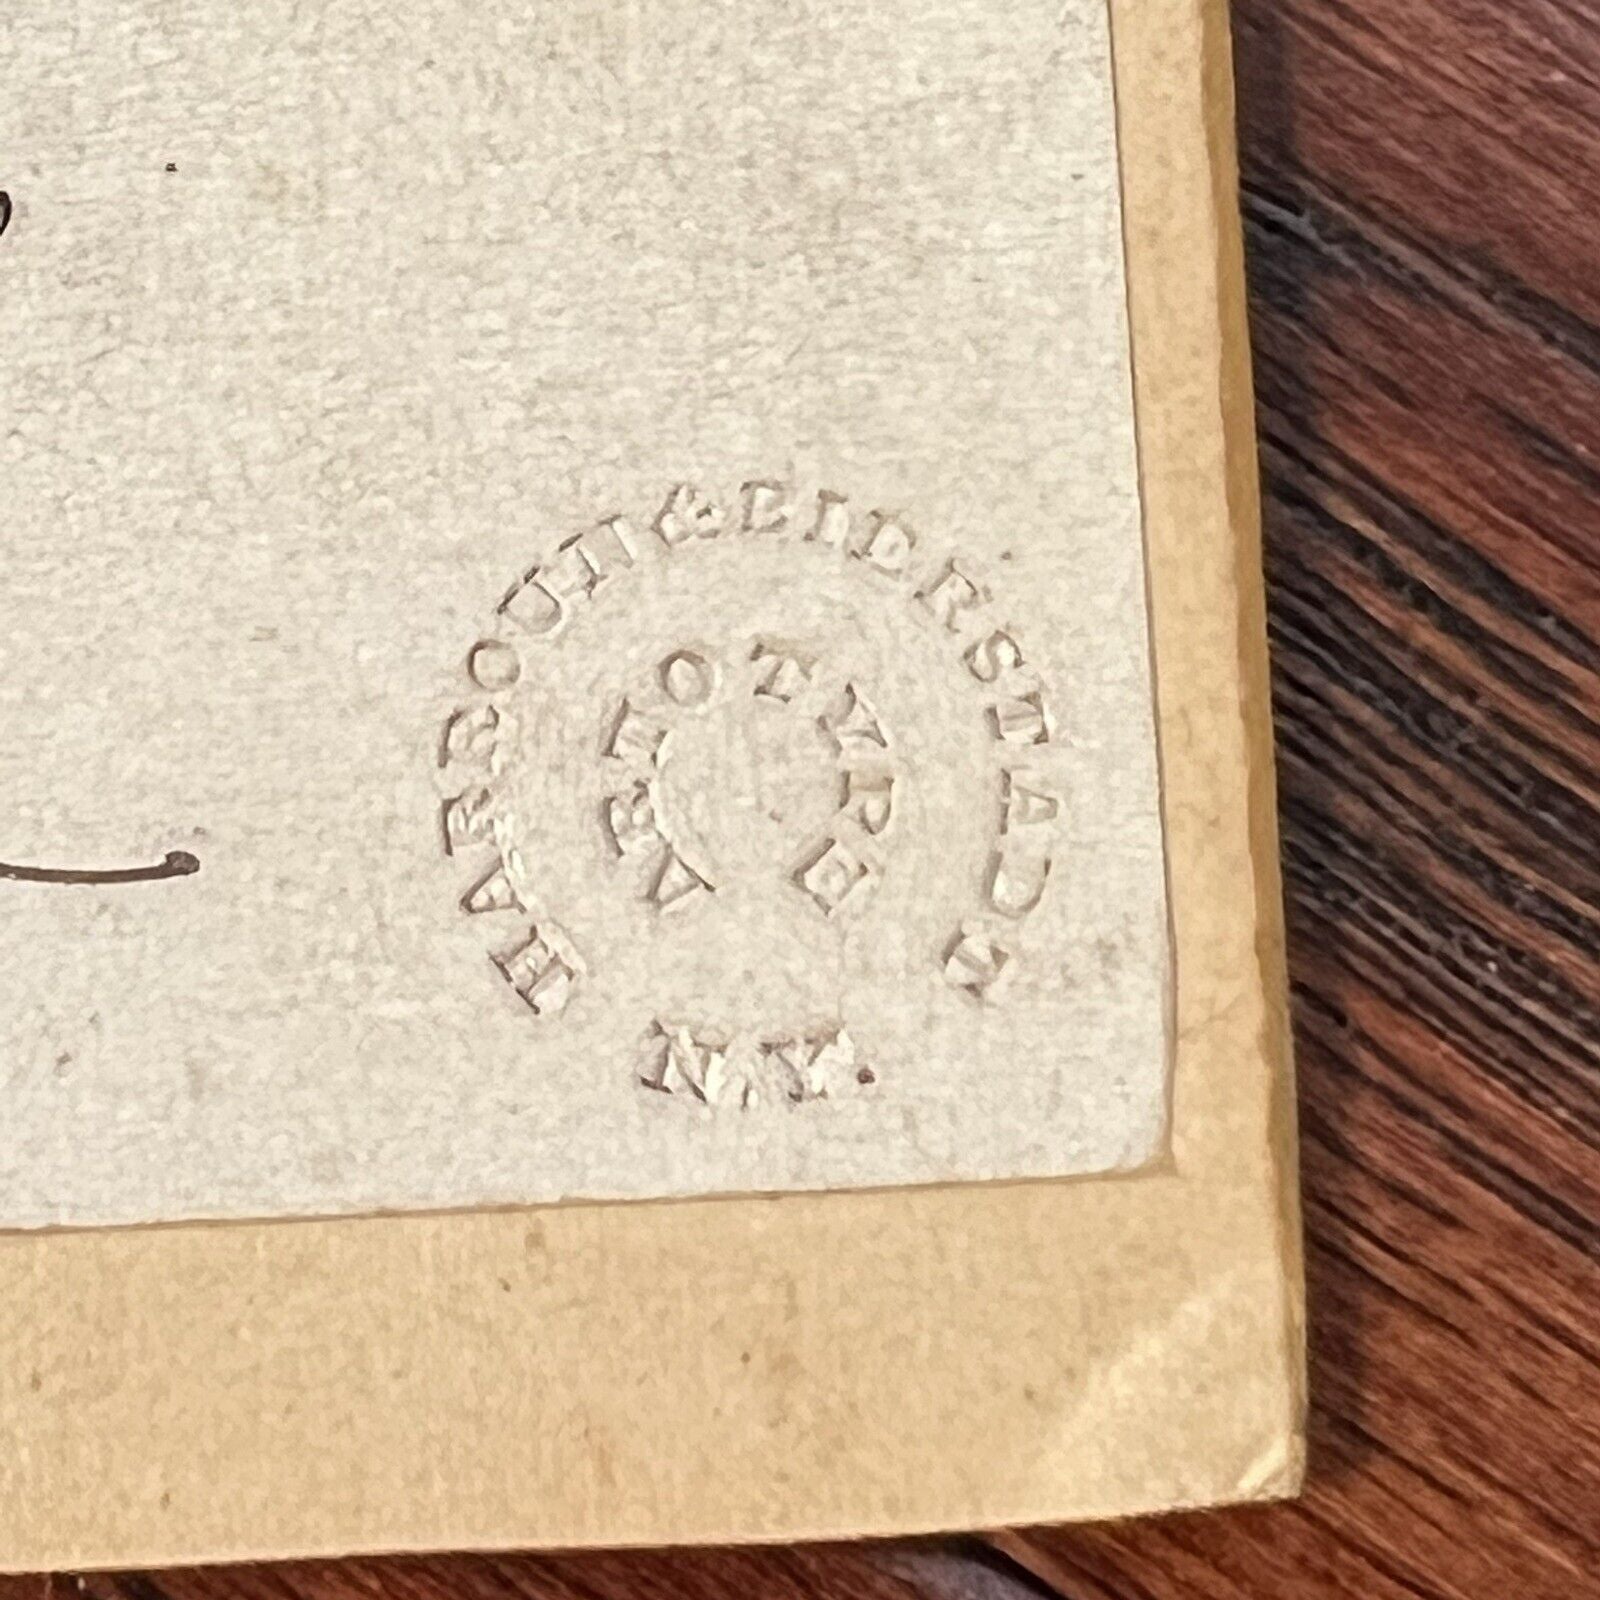 HARROUN & BIERSTADT
ARTOTYPE
N.Y.